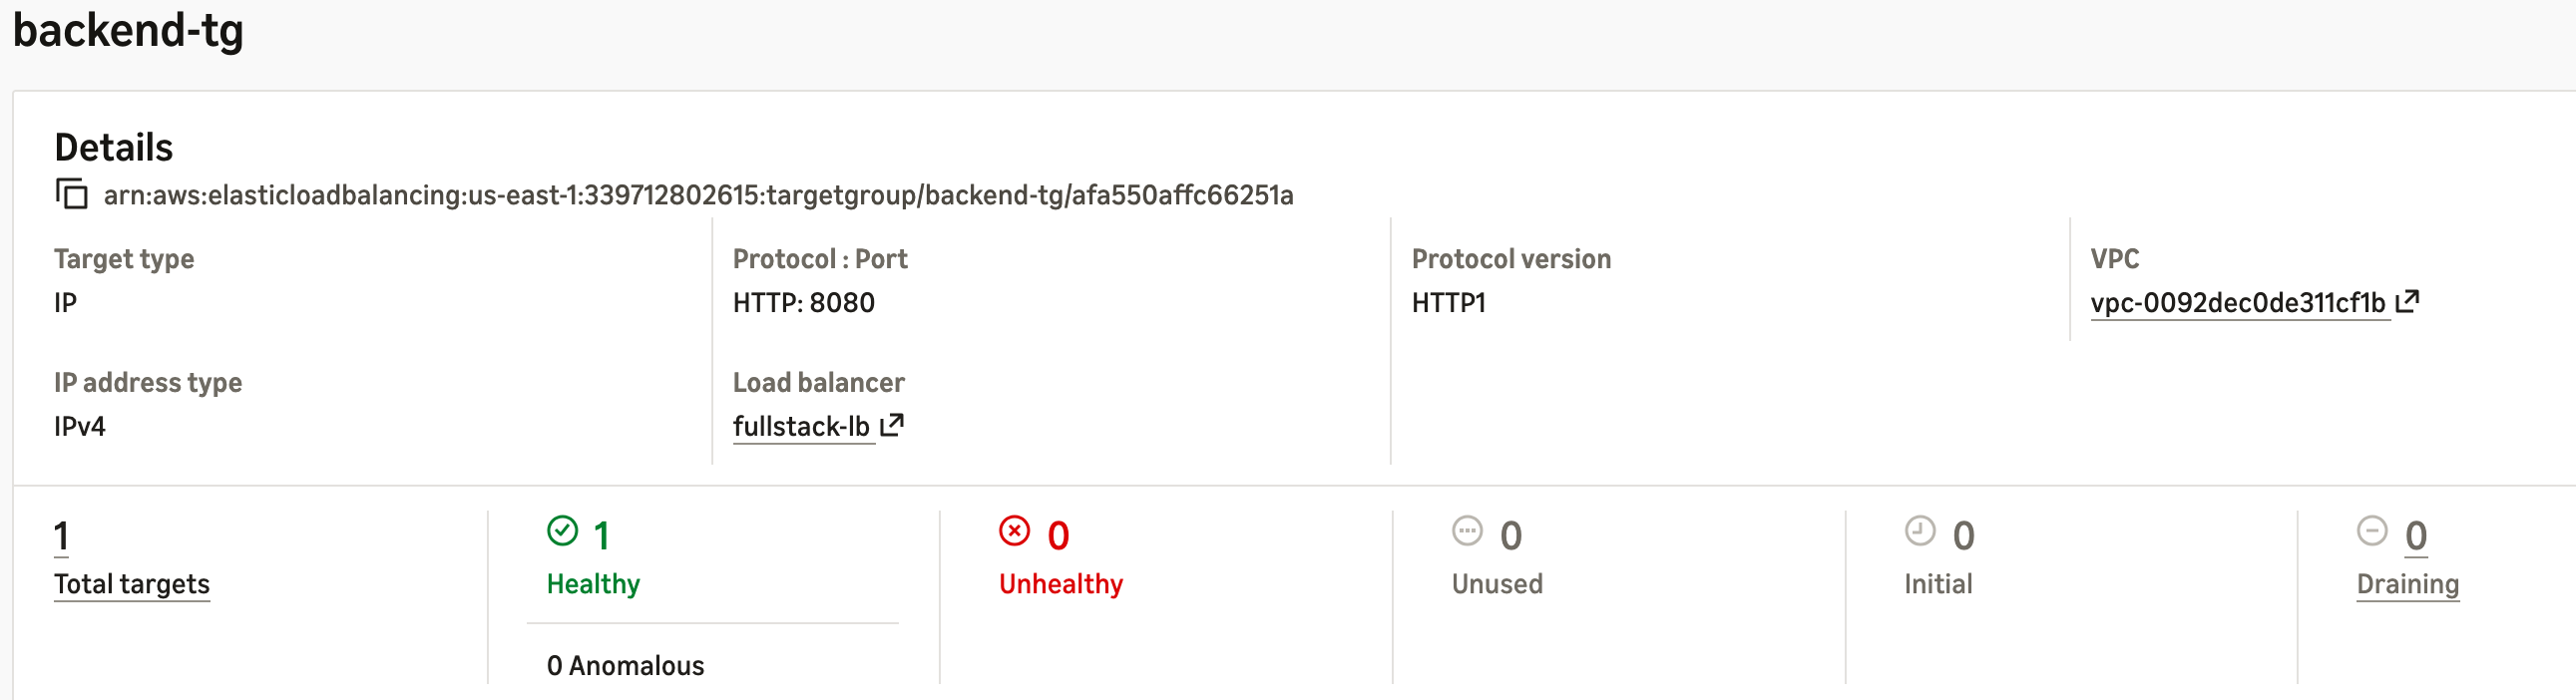 backend-tg
Details
arn:aws:elasticloadbalancing:us-east-1:339712802615:targetgroup/backend-tg/afa550affc66251a
Target type
IP
Protocol : Port
HTTP: 8080
Protocol version
HTTP1
VPC
vpc-0092dec0de311cf1b
IP address type
IPv4
Load balancer
fullstack-lb
1
Total targets
1
Healthy
0 Anomalous
0
Unhealthy
0
Unused
0
Initial
0
Draining